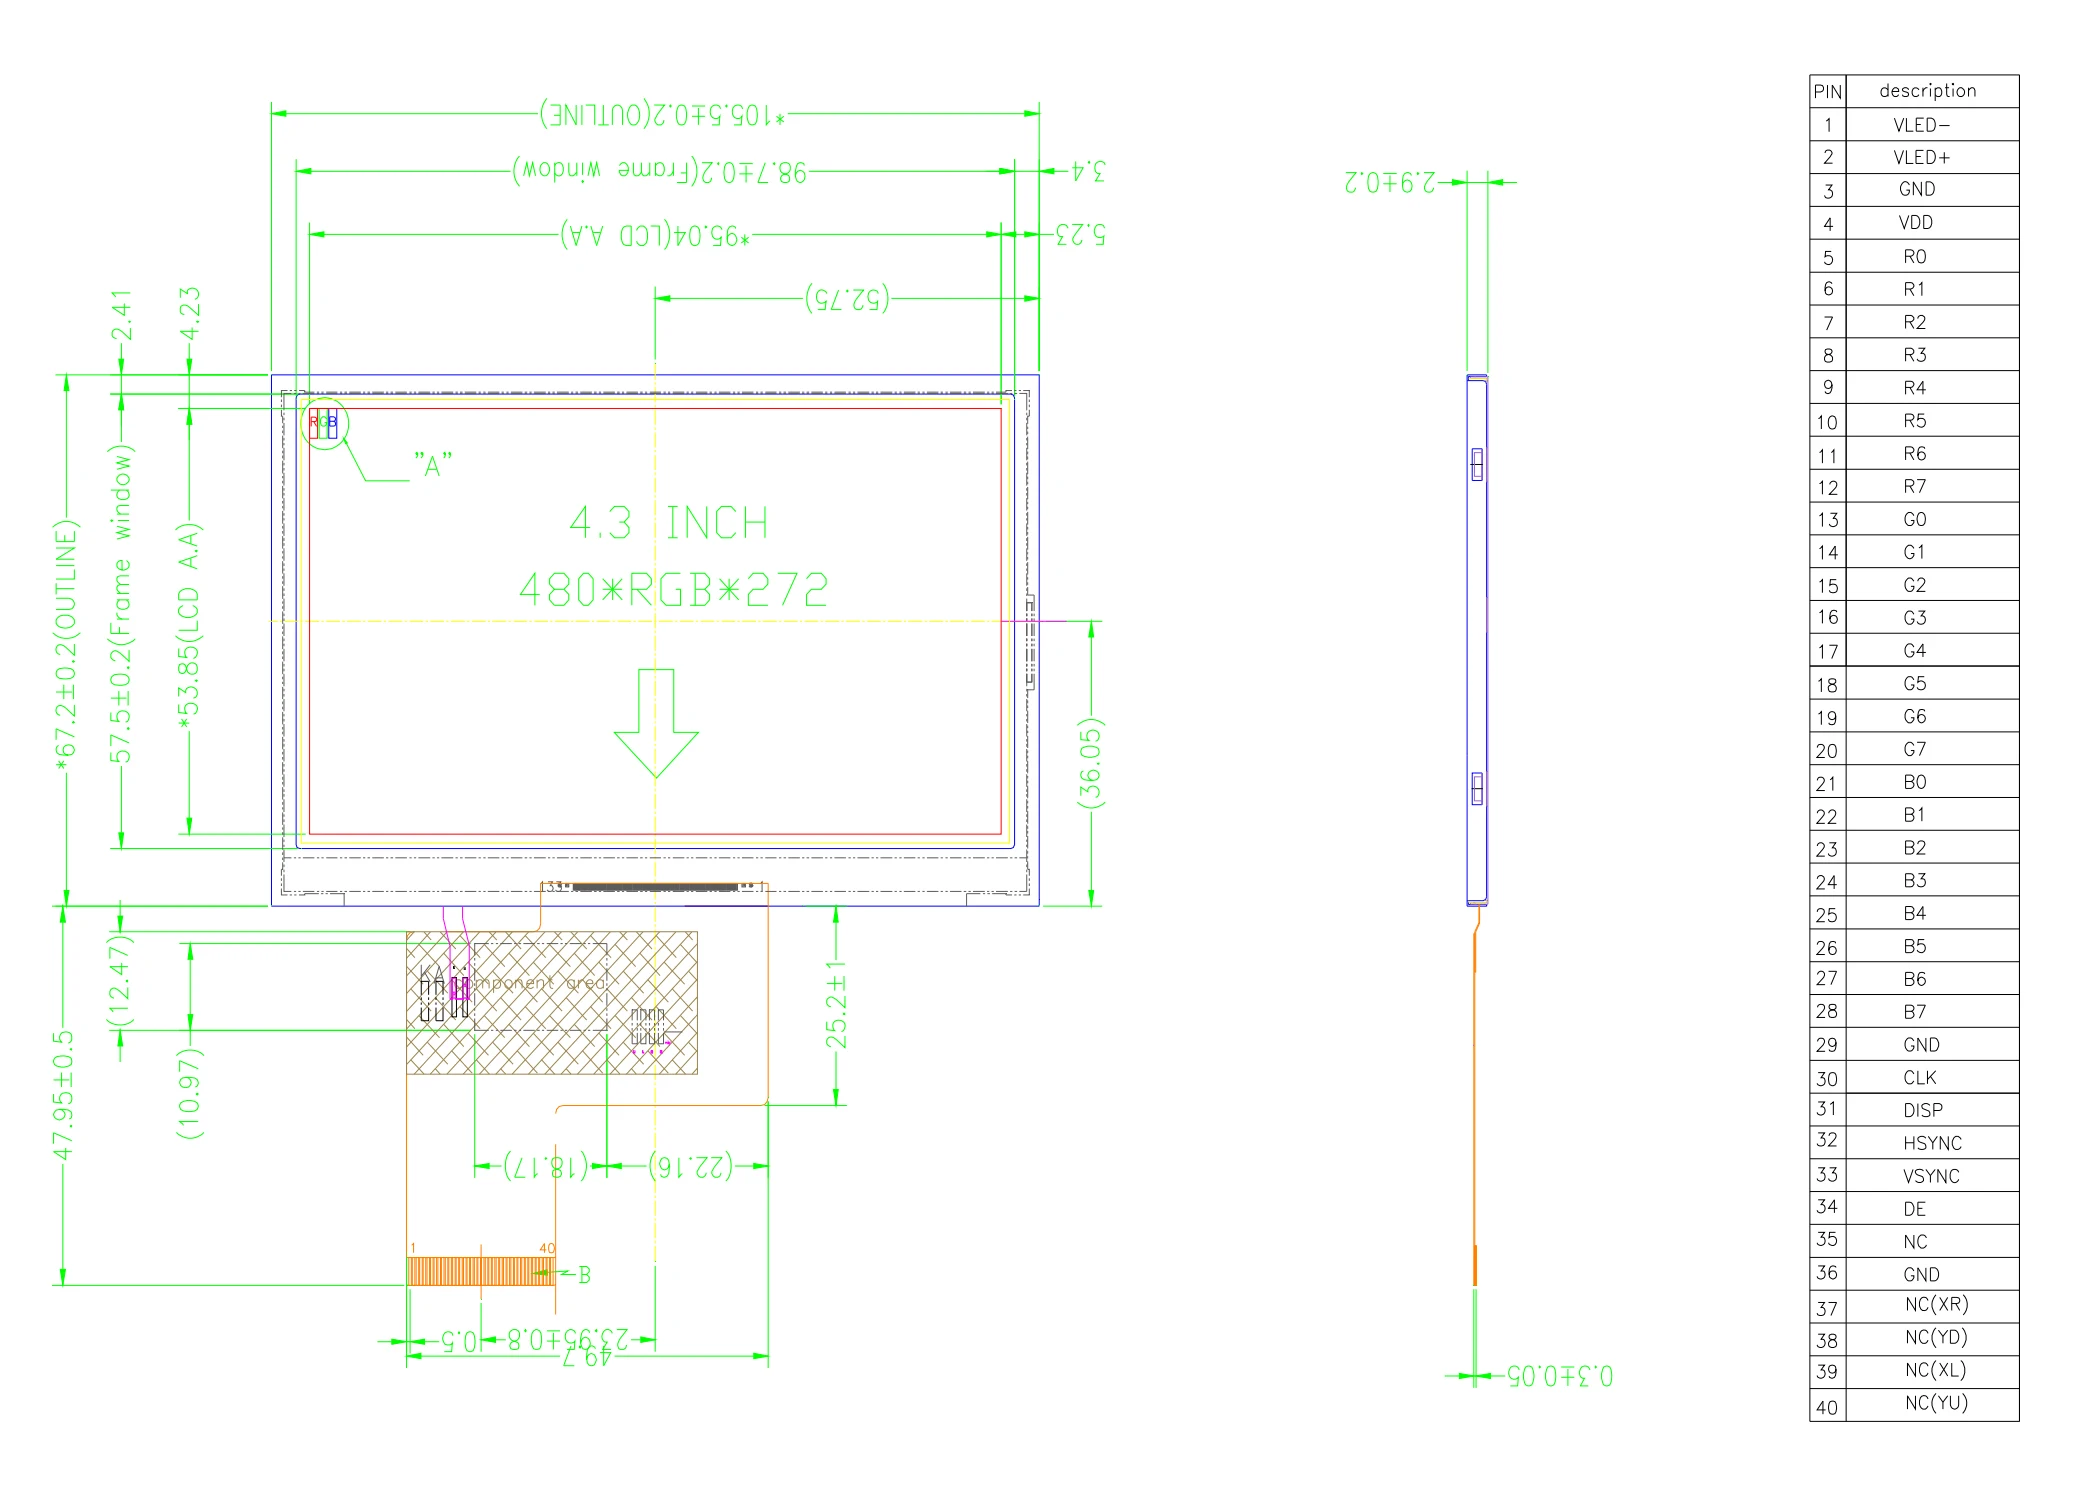 *105.5±0.2(OUTLINE)
98.7±0.2(Frame window)
3.4
*95.04(LCD A.A)
5.23
(52.75)
2.41
4.23
*67.2±0.2(OUTLINE)
57.5±0.2(Frame window)
*53.85(LCD A.A)
R G B
"A"
4.3 INCH
480*RGB*272
(36.05)
33 1
47.95±0.5
(12.47)
(10.97)
KA
component area
25.2±1
(18.17)
(22.16)
1 40
B
0.5
23.95±0.8
49.7
2.9±0.2
0.3±0.05
PIN description
1 VLED-
2 VLED+
3 GND
4 VDD
5 R0
6 R1
7 R2
8 R3
9 R4
10 R5
11 R6
12 R7
13 G0
14 G1
15 G2
16 G3
17 G4
18 G5
19 G6
20 G7
21 B0
22 B1
23 B2
24 B3
25 B4
26 B5
27 B6
28 B7
29 GND
30 CLK
31 DISP
32 HSYNC
33 VSYNC
34 DE
35 NC
36 GND
37 NC(XR)
38 NC(YD)
39 NC(XL)
40 NC(YU)